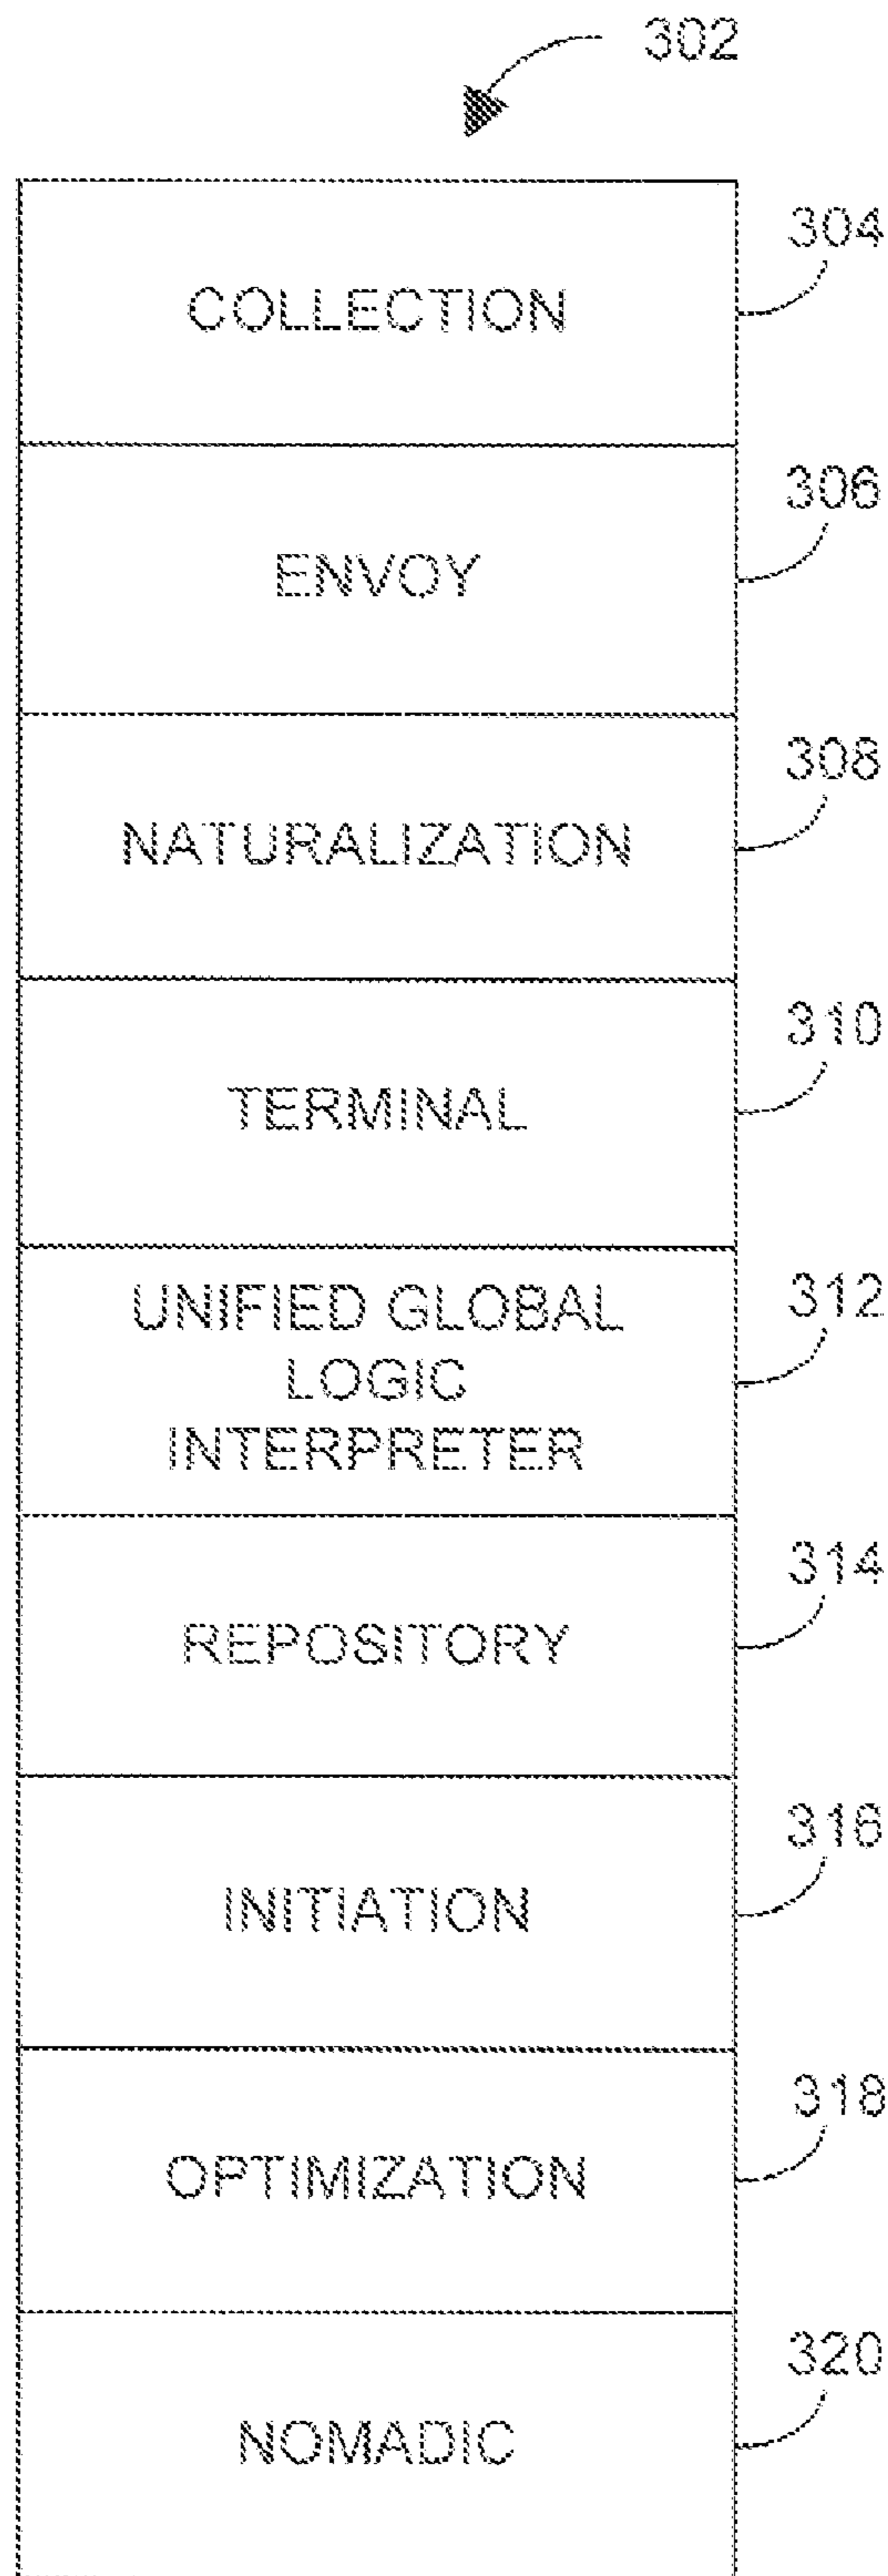 302
304
COLLECTION
306
ENVOY
308
NATURALIZATION
310
TERMINAL
312
UNIFIED GLOBAL
LOGIC
INTERPRETER
314
REPOSITORY
316
INITIATION
318
OPTIMIZATION
320
NOMADIC